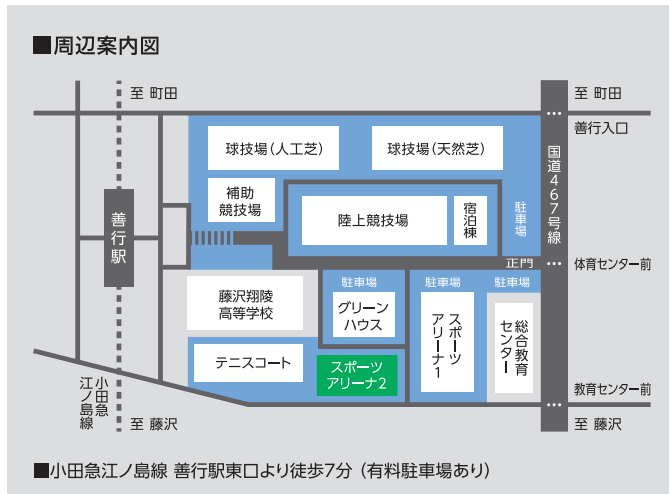 ■周辺案内図
至 町田
至 町田
善行入口
球技場(人工芝)
球技場(天然芝)
国道467号線
補助
競技場
陸上競技場
宿泊棟
駐車場
善行駅
正門
体育センター前
駐車場
駐車場
駐車場
藤沢翔陵
高等学校
グリーン
ハウス
スポーツ
アリーナ1
総合教育
センター
テニスコート
スポーツ
アリーナ2
小田急
江ノ島線
教育センター前
至 藤沢
至 藤沢
■小田急江ノ島線 善行駅東口より徒歩7分 (有料駐車場あり)